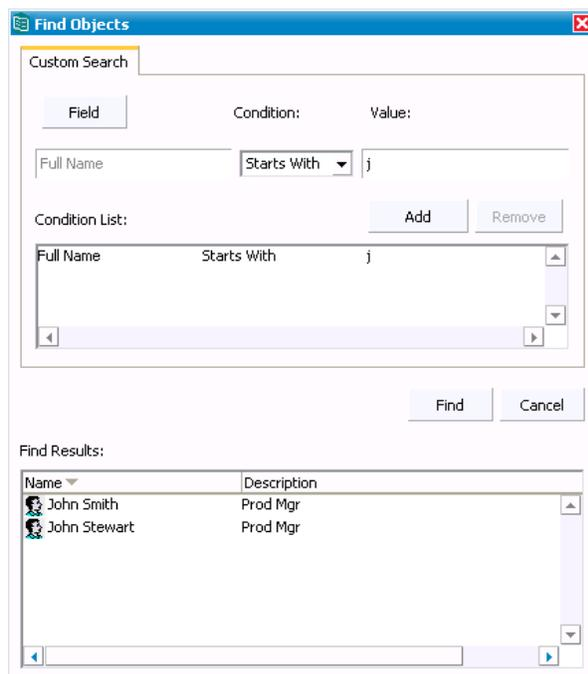 Find Objects
Custom Search
Field Condition: Value:
Full Name Starts With j
Condition List: Add Remove
Full Name Starts With j
Find Cancel
Find Results:
Name Description
John Smith Prod Mgr
John Stewart Prod Mgr